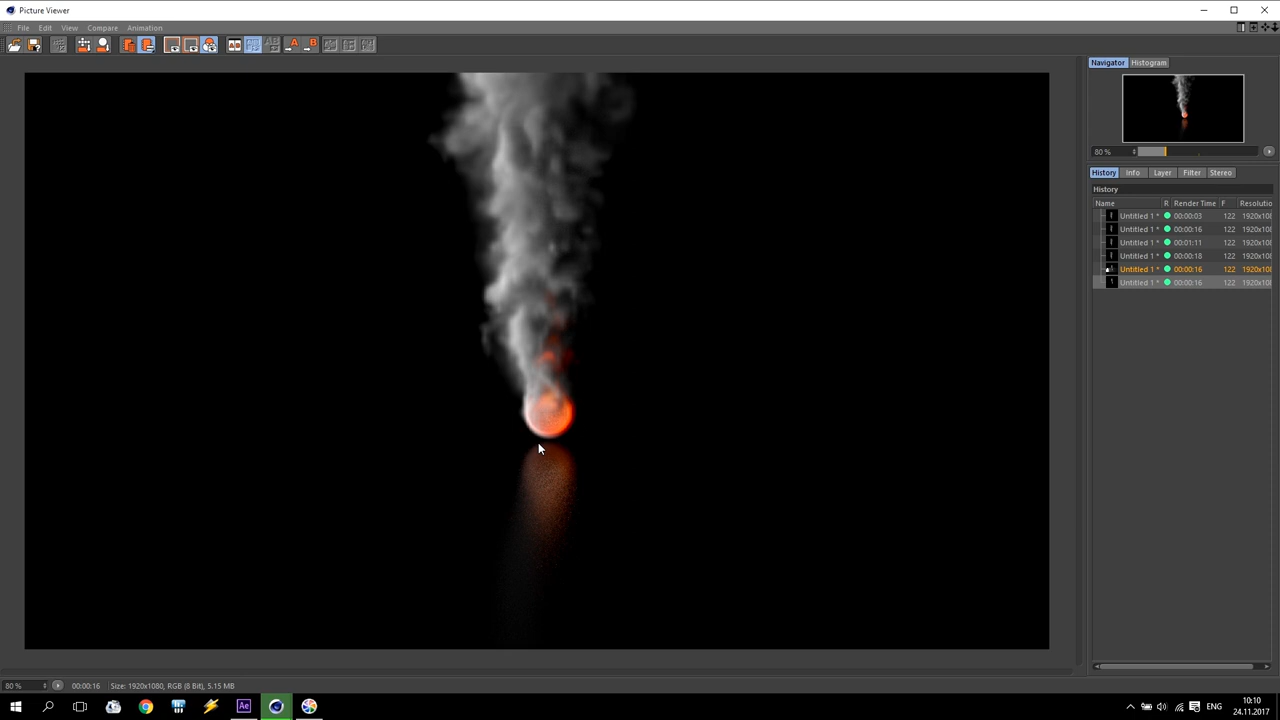 Picture Viewer
File Edit View Compare Animation
Navigator Histogram
80 %
History Info Layer Filter Stereo
History
Name R Render Time F Resolutio
Untitled 1 * 00:00:03 122 1920x108
Untitled 1 * 00:00:16 122 1920x108
Untitled 1 * 00:01:11 122 1920x108
Untitled 1 * 00:00:18 122 1920x108
Untitled 1 * 00:00:16 122 1920x108
Untitled 1 * 00:00:16 122 1920x108
80 % 00:00:16 Size: 1920x1080, RGB (8 Bit), 5.15 MB
Ae ENG 10:10
24.11.2017